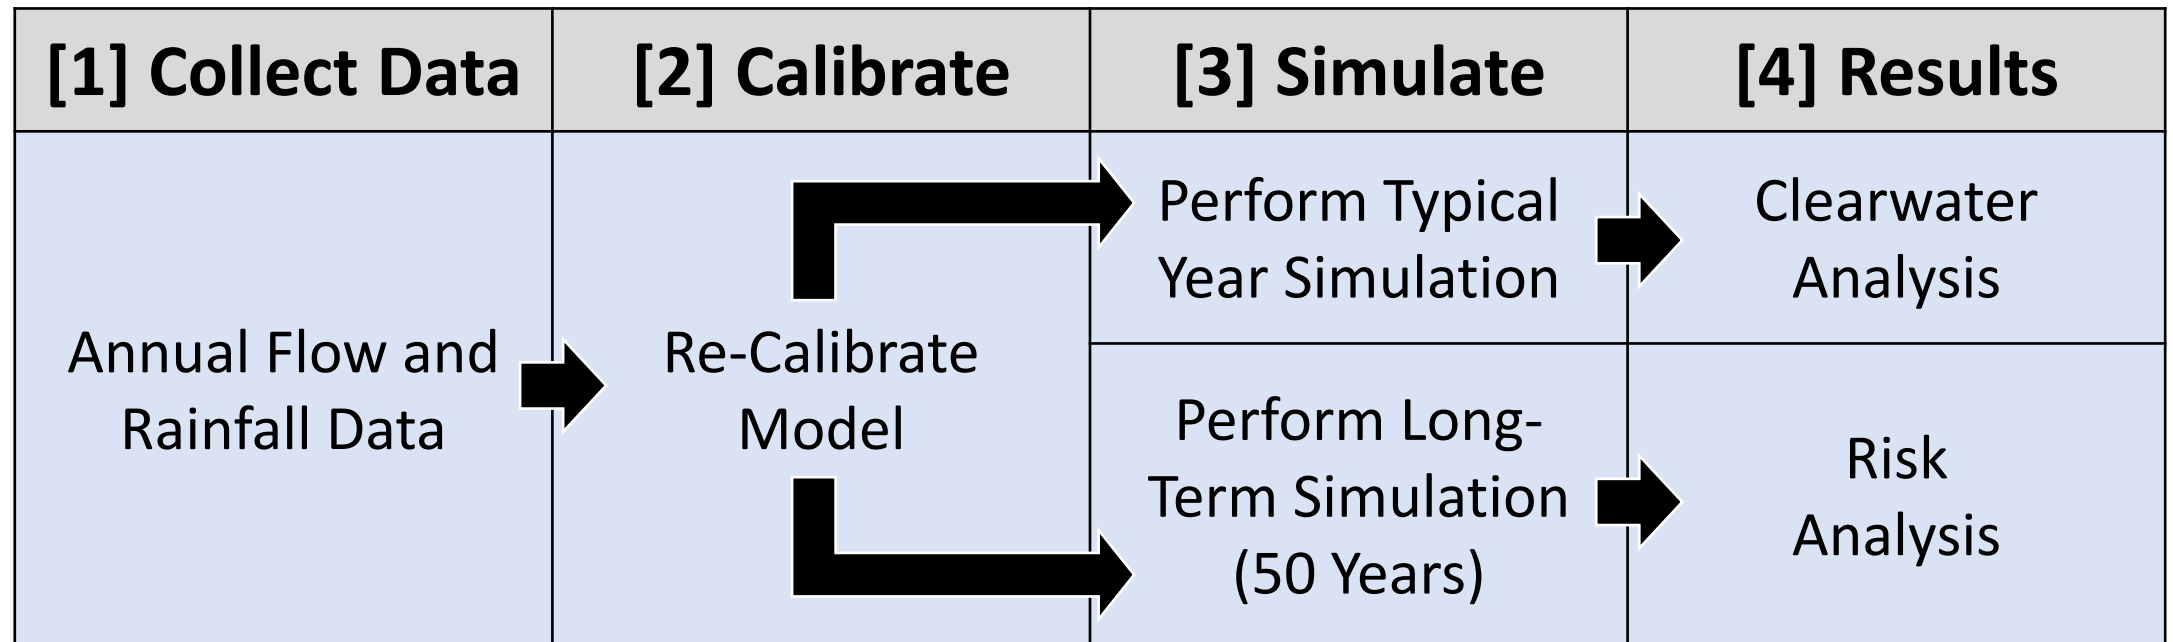 [1] Collect Data
[2] Calibrate
[3] Simulate
[4] Results
Annual Flow and
Rainfall Data
Re-Calibrate
Model
Perform Typical
Year Simulation
Clearwater
Analysis
Perform Long-
Term Simulation
(50 Years)
Risk
Analysis